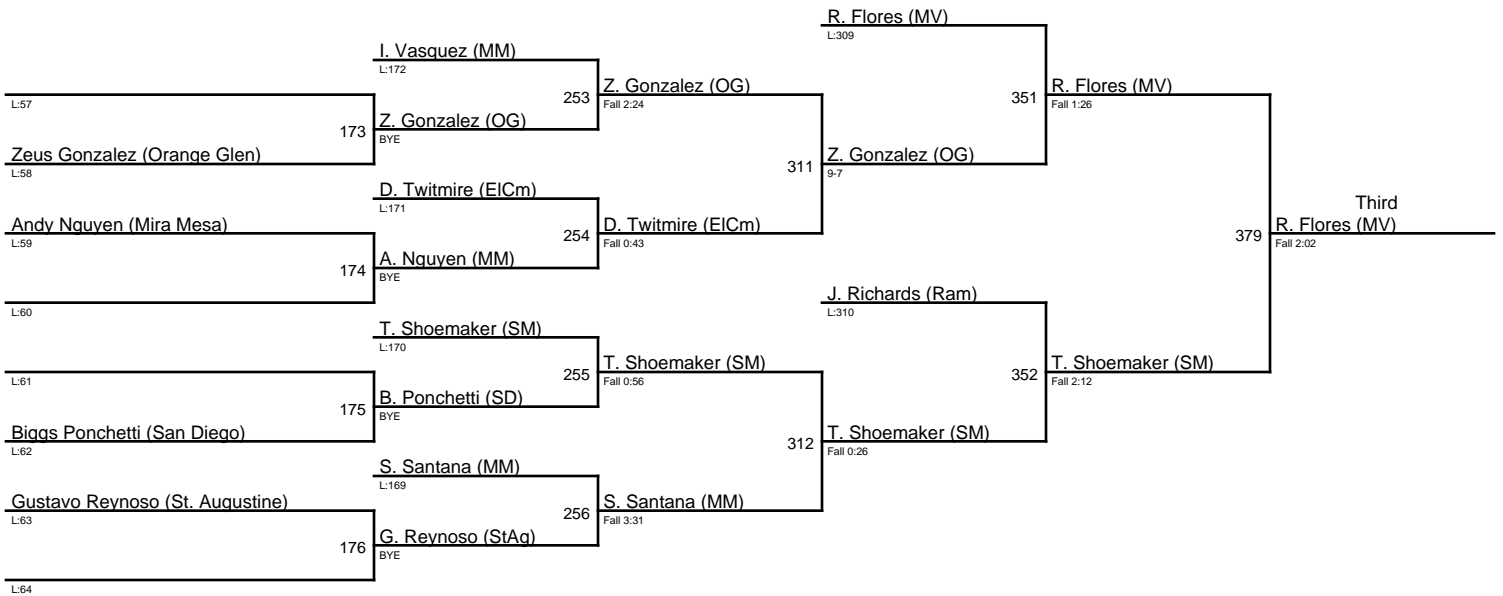 R. Flores (MV)
L:309
I. Vasquez (MM)
L:172
253
Z. Gonzalez (OG)
Fall 2:24
351
R. Flores (MV)
Fall 1:26
L:57
173
Z. Gonzalez (OG)
BYE
Zeus Gonzalez (Orange Glen)
L:58
311
Z. Gonzalez (OG)
9-7
D. Twitmire (ElCm)
L:171
Andy Nguyen (Mira Mesa)
L:59
254
D. Twitmire (ElCm)
Fall 0:43
379
Third
R. Flores (MV)
Fall 2:02
174
A. Nguyen (MM)
BYE
L:60
J. Richards (Ram)
L:310
T. Shoemaker (SM)
L:170
L:61
255
T. Shoemaker (SM)
Fall 0:56
352
T. Shoemaker (SM)
Fall 2:12
175
B. Ponchetti (SD)
BYE
Biggs Ponchetti (San Diego)
L:62
312
T. Shoemaker (SM)
Fall 0:26
S. Santana (MM)
L:169
Gustavo Reynoso (St. Augustine)
L:63
256
S. Santana (MM)
Fall 3:31
176
G. Reynoso (StAg)
BYE
L:64